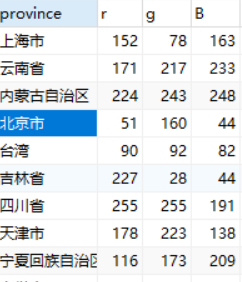 province r g B
上海市 152 78 163
云南省 171 217 233
内蒙古自治区 224 243 248
北京市 51 160 44
台湾 90 92 82
吉林省 227 28 44
四川省 255 255 191
天津市 178 223 138
宁夏回族自治区 116 173 209